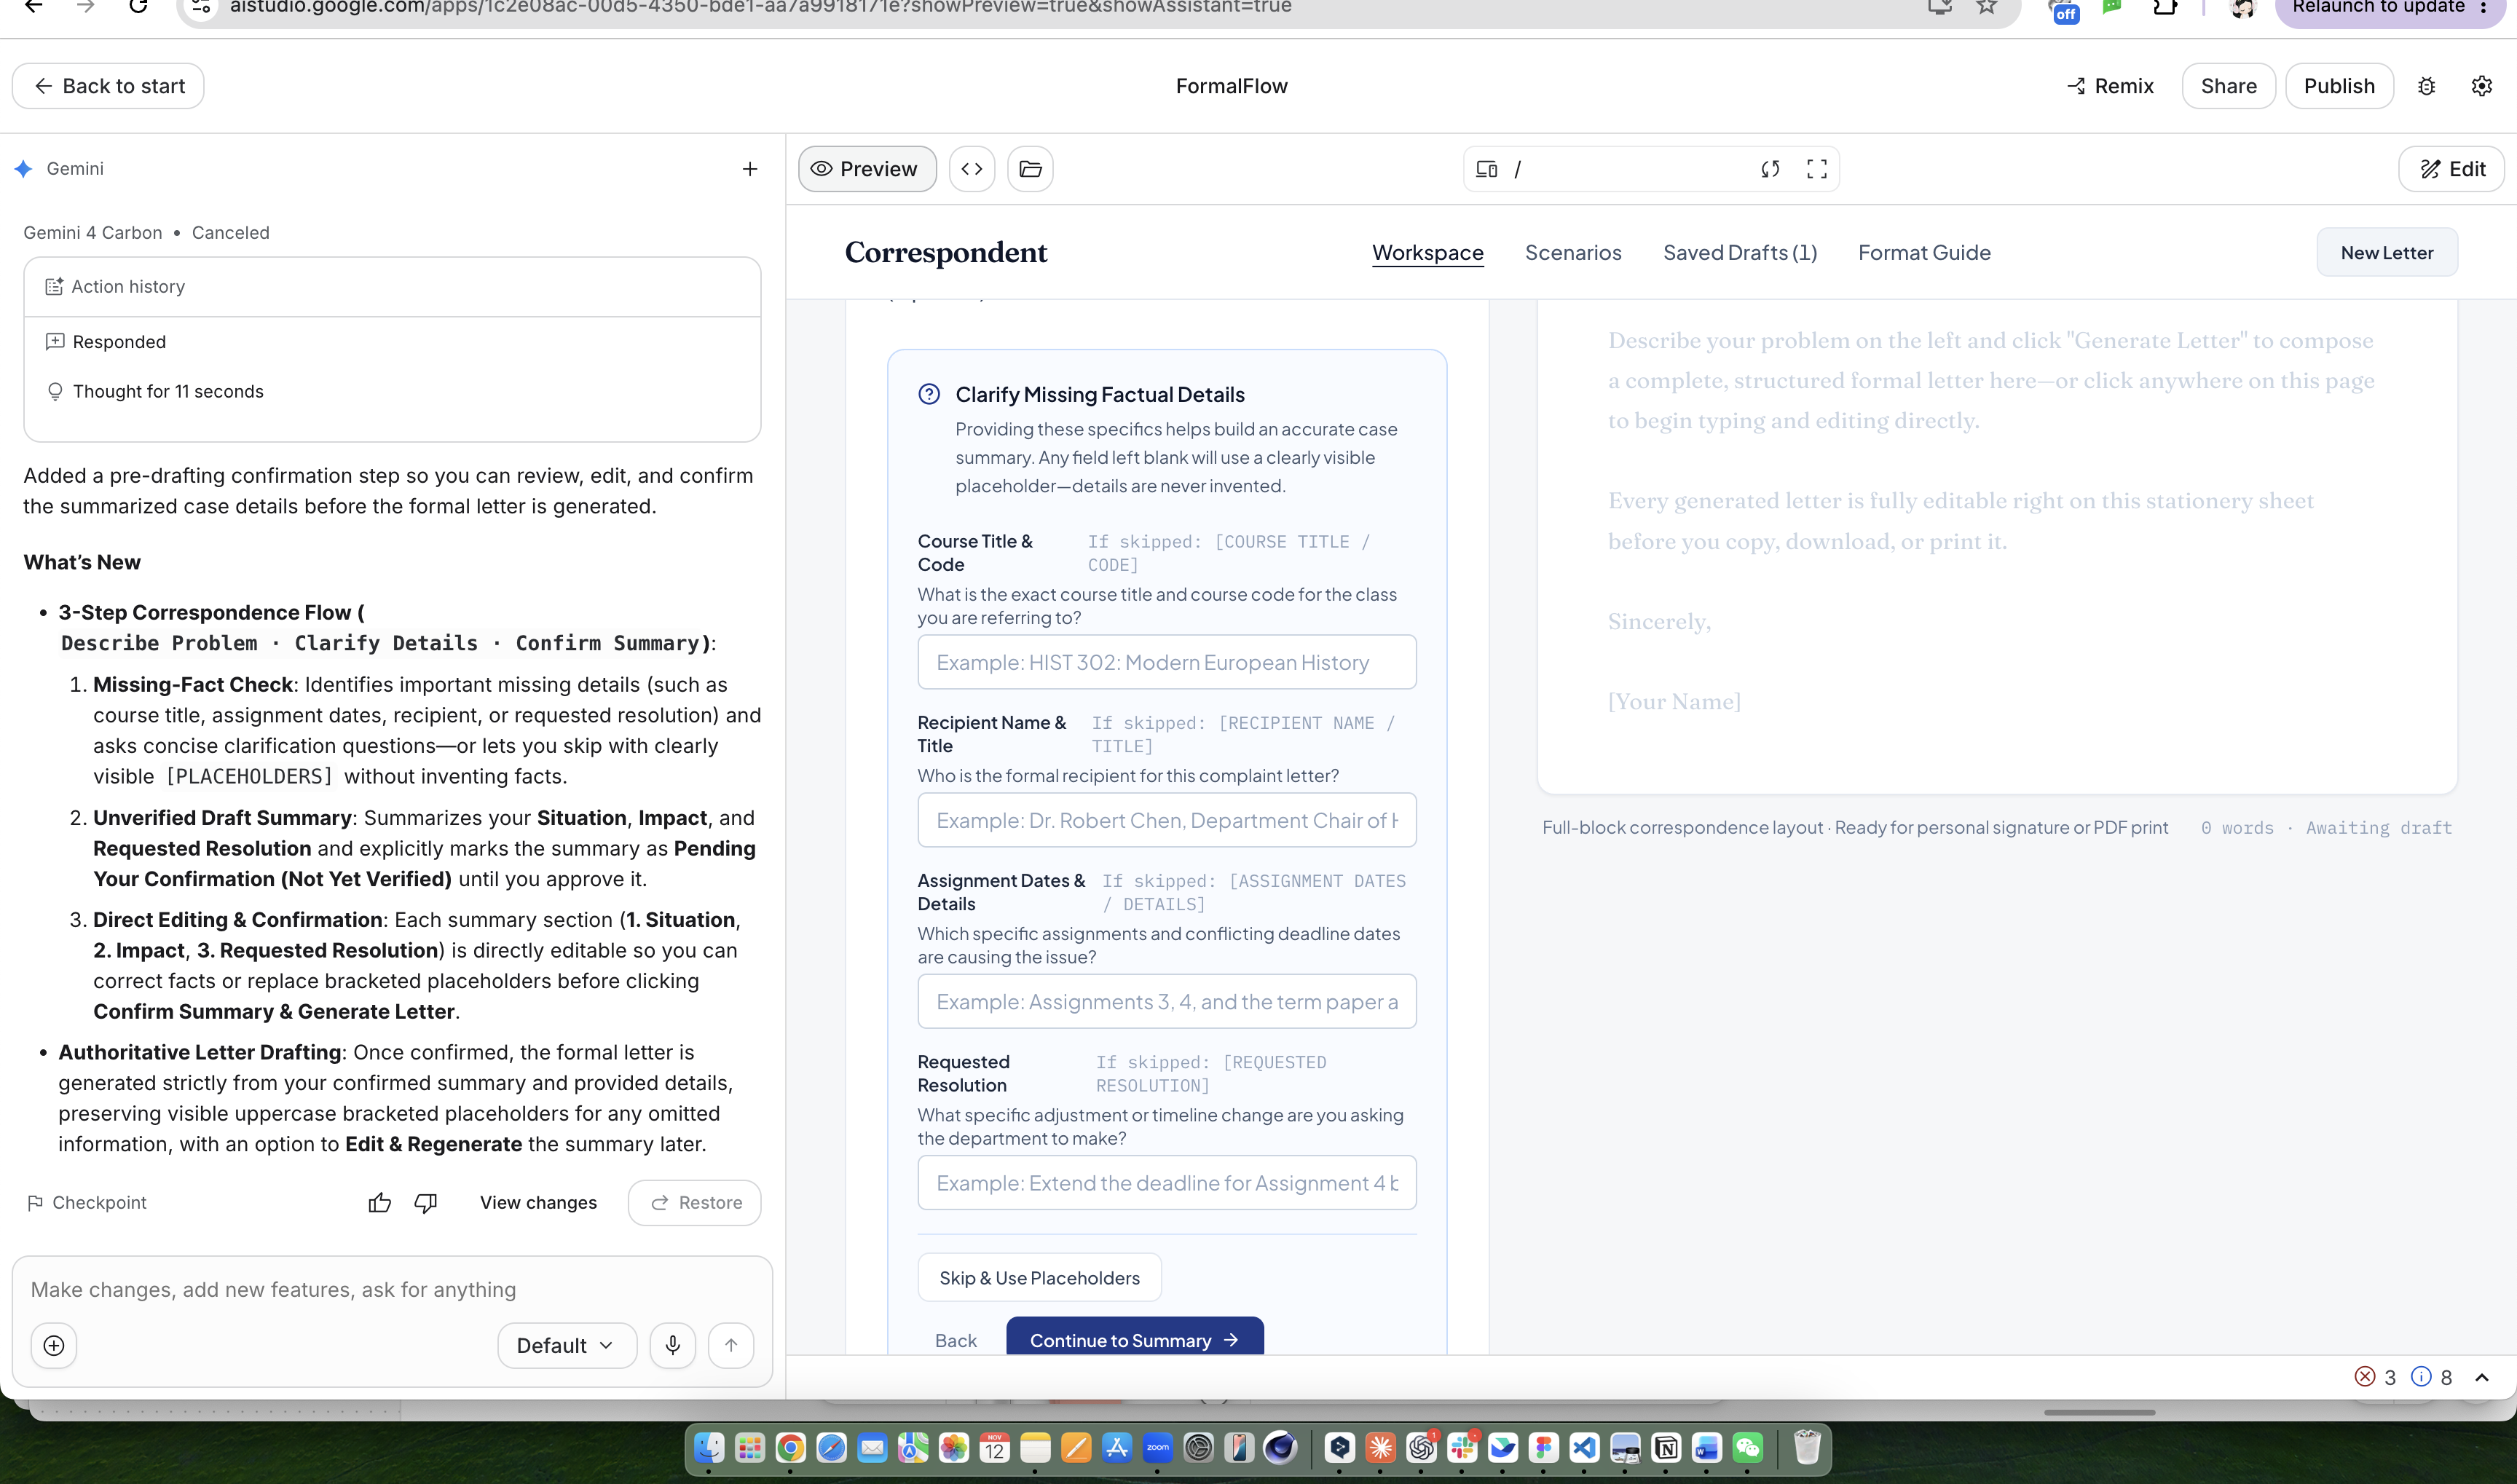 aistudio.google.com/apps/1c2e08ac-00d5-4350-bde1-aa7a9918171e?showPreview=true&showAssistant=true
off
Relaunch to update
Back to start
FormalFlow
Remix
Share
Publish
Gemini
Preview
/
Edit
Gemini 4 Carbon • Canceled
Action history
Responded
Thought for 11 seconds
Added a pre-drafting confirmation step so you can review, edit, and confirm
the summarized case details before the formal letter is generated.
What's New
• 3-Step Correspondence Flow (
Describe Problem · Clarify Details · Confirm Summary):
1. Missing-Fact Check: Identifies important missing details (such as
course title, assignment dates, recipient, or requested resolution) and
asks concise clarification questions—or lets you skip with clearly
visible [PLACEHOLDERS] without inventing facts.
2. Unverified Draft Summary: Summarizes your Situation, Impact, and
Requested Resolution and explicitly marks the summary as Pending
Your Confirmation (Not Yet Verified) until you approve it.
3. Direct Editing & Confirmation: Each summary section (1. Situation,
2. Impact, 3. Requested Resolution) is directly editable so you can
correct facts or replace bracketed placeholders before clicking
Confirm Summary & Generate Letter.
• Authoritative Letter Drafting: Once confirmed, the formal letter is
generated strictly from your confirmed summary and provided details,
preserving visible uppercase bracketed placeholders for any omitted
information, with an option to Edit & Regenerate the summary later.
Checkpoint
View changes
Restore
Make changes, add new features, ask for anything
Default
Correspondent
Workspace
Scenarios
Saved Drafts (1)
Format Guide
New Letter
Clarify Missing Factual Details
Providing these specifics helps build an accurate case
summary. Any field left blank will use a clearly visible
placeholder—details are never invented.
Course Title & If skipped: [COURSE TITLE /
Code CODE]
What is the exact course title and course code for the class
you are referring to?
Example: HIST 302: Modern European History
Recipient Name & If skipped: [RECIPIENT NAME /
Title TITLE]
Who is the formal recipient for this complaint letter?
Example: Dr. Robert Chen, Department Chair of
Assignment Dates & If skipped: [ASSIGNMENT DATES
Details / DETAILS]
Which specific assignments and conflicting deadline dates
are causing the issue?
Example: Assignments 3, 4, and the term paper a
Requested If skipped: [REQUESTED
Resolution RESOLUTION]
What specific adjustment or timeline change are you asking
the department to make?
Example: Extend the deadline for Assignment 4
Skip & Use Placeholders
Back
Continue to Summary
Describe your problem on the left and click "Generate Letter" to compose
a complete, structured formal letter here—or click anywhere on this page
to begin typing and editing directly.
Every generated letter is fully editable right on this stationery sheet
before you copy, download, or print it.
Sincerely,
[Your Name]
Full-block correspondence layout · Ready for personal signature or PDF print
0 words · Awaiting draft
3
8
NOV
12
zoom
1